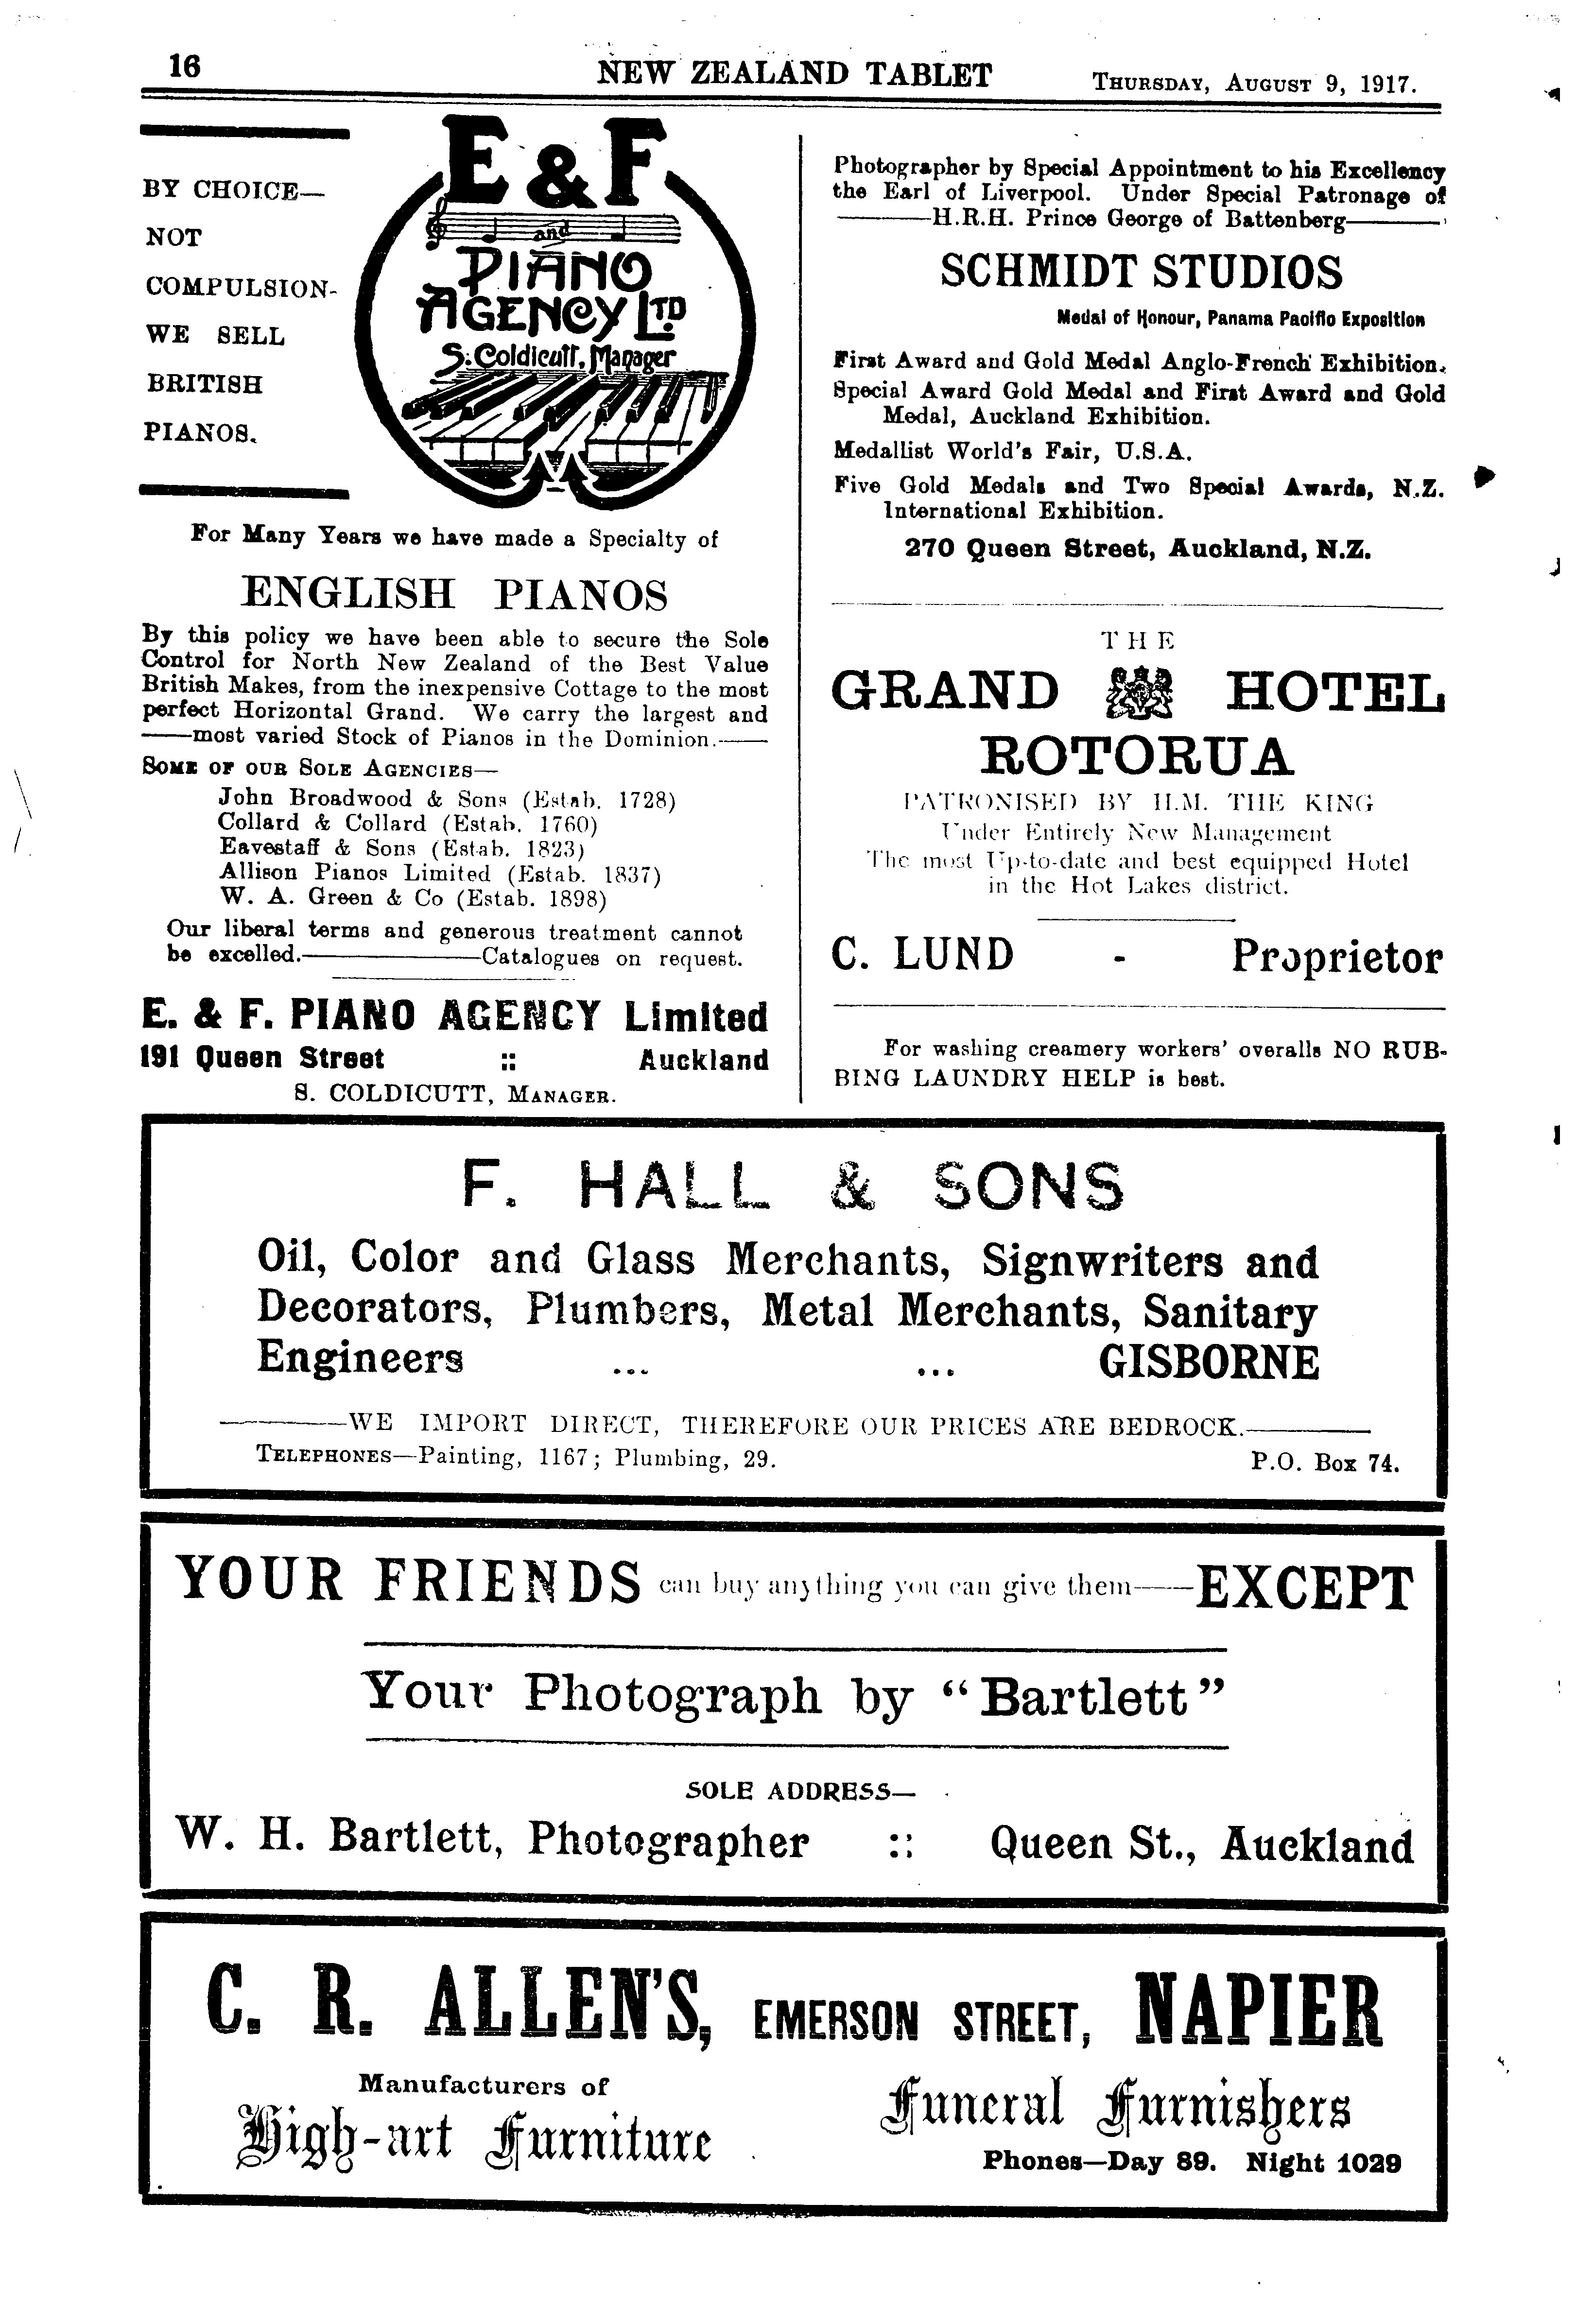 16
NEW ZEALAND TABLET
THURSDAY, AUGUST 9, 1917.
BY CHOICE—
NOT
COMPULSION-
WE SELL
BRITISH
PIANOS.
E & F
and
PIANO
AGENCY LTD.
S. Coldicutt, Manager
For Many Years we have made a Specialty of
ENGLISH PIANOS
By this policy we have been able to secure the Sole
Control for North New Zealand of the Best Value
British Makes, from the inexpensive Cottage to the most
perfect Horizontal Grand. We carry the largest and
——most varied Stock of Pianos in the Dominion.——
SOME OF OUR SOLE AGENCIES—
John Broadwood & Sons (Estab. 1728)
Collard & Collard (Estab. 1760)
Eavestaff & Sons (Estab. 1823)
Allison Pianos Limited (Estab. 1837)
W. A. Green & Co (Estab. 1898)
Our liberal terms and generous treatment cannot
be excelled.————Catalogues on request.
E. & F. PIANO AGENCY Limited
191 Queen Street :: Auckland
S. COLDICUTT, MANAGER.
Photographer by Special Appointment to his Excellency
the Earl of Liverpool. Under Special Patronage of
———H.R.H. Prince George of Battenberg———
SCHMIDT STUDIOS
Medal of Honour, Panama Pacific Exposition
First Award and Gold Medal Anglo-French Exhibition.
Special Award Gold Medal and First Award and Gold
Medal, Auckland Exhibition.
Medallist World's Fair, U.S.A.
Five Gold Medals and Two Special Awards, N.Z.
International Exhibition.
270 Queen Street, Auckland, N.Z.
THE
GRAND HOTEL
ROTORUA
PATRONISED BY H.M. THE KING
Under Entirely New Management
The most Up-to-date and best equipped Hotel
in the Hot Lakes district.
C. LUND - Proprietor
For washing creamery workers' overalls NO RUB-
BING LAUNDRY HELP is best.
F. HALL & SONS
Oil, Color and Glass Merchants, Signwriters and
Decorators, Plumbers, Metal Merchants, Sanitary
Engineers ... ... GISBORNE
———WE IMPORT DIRECT, THEREFORE OUR PRICES ARE BEDROCK.———
TELEPHONES—Painting, 1167; Plumbing, 29. P.O. Box 74.
YOUR FRIENDS can buy anything you can give them——EXCEPT
Your Photograph by "Bartlett"
SOLE ADDRESS—
W. H. Bartlett, Photographer :: Queen St., Auckland
C. R. ALLEN'S, EMERSON STREET, NAPIER
Manufacturers of
High-art Furniture
Funeral Furnishers
Phones—Day 89. Night 1029